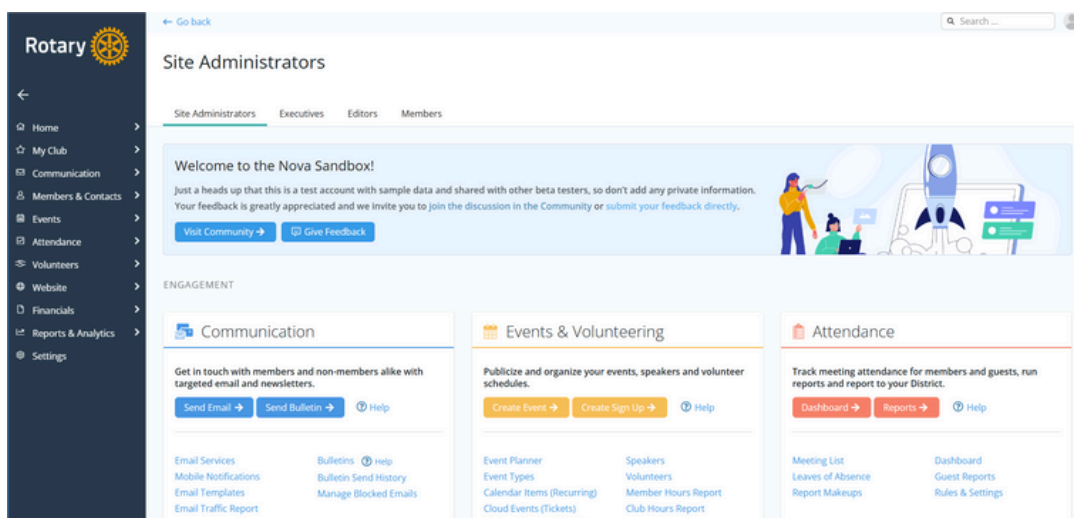 Rotary
Home
My Club
Communication
Members & Contacts
Events
Attendance
Volunteers
Website
Financials
Reports & Analytics
Settings
← Go back
Search ...
Site Administrators
Site Administrators Executives Editors Members
Welcome to the Nova Sandbox!
Just a heads up that this is a test account with sample data and shared with other beta testers, so don't add any private information.
Your feedback is greatly appreciated and we invite you to join the discussion in the Community or submit your feedback directly.
Visit Community → Give Feedback
ENGAGEMENT
Communication
Get in touch with members and non-members alike with
targeted email and newsletters.
Send Email → Send Bulletin → Help
Email Services Bulletins Help
Mobile Notifications Bulletin Send History
Email Templates Manage Blocked Emails
Email Traffic Report
Events & Volunteering
Publicize and organize your events, speakers and volunteer
schedules.
Create Event → Create Sign Up → Help
Event Planner Speakers
Event Types Volunteers
Calendar Items (Recurring) Member Hours Report
Cloud Events (Tickets) Club Hours Report
Attendance
Track meeting attendance for members and guests, run
reports and report to your District.
Dashboard → Reports → Help
Meeting List Dashboard
Leaves of Absence Guest Reports
Report Makeups Rules & Settings